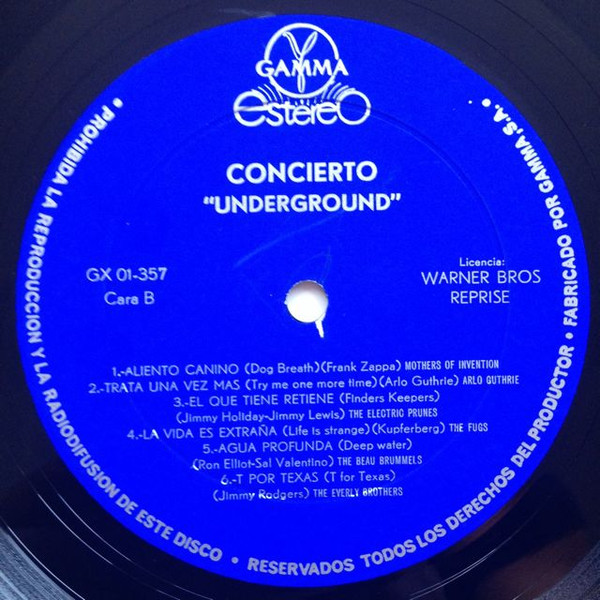 GAMMA
estereo
CONCIERTO
"UNDERGROUND"
GX 01-357
Cara B
Licencia:
WARNER BROS
REPRISE
1.-ALIENTO CANINO (Dog Breath)(Frank Zappa) MOTHERS OF INVENTION
2.-TRATA UNA VEZ MAS (Try me one more time)(Arlo Guthrie) ARLO GUTHRIE
3.-EL QUE TIENE RETIENE (Finders Keepers)
(Jimmy Holiday-Jimmy Lewis) THE ELECTRIC PRUNES
4.-LA VIDA ES EXTRAÑA (Life is strange)(Kupferberg) THE FUGS
5.-AGUA PROFUNDA (Deep water)
(Ron Elliot-Sal Valentino) THE BEAU BRUMMELS
6.-T POR TEXAS (T for Texas)
(Jimmy Rodgers) THE EVERLY BROTHERS
• PROHIBIDA LA REPRODUCCION Y LA RADIODIFUSION DE ESTE DISCO • RESERVADOS TODOS LOS DERECHOS DEL PRODUCTOR • FABRICADO POR GAMMA, S.A. •